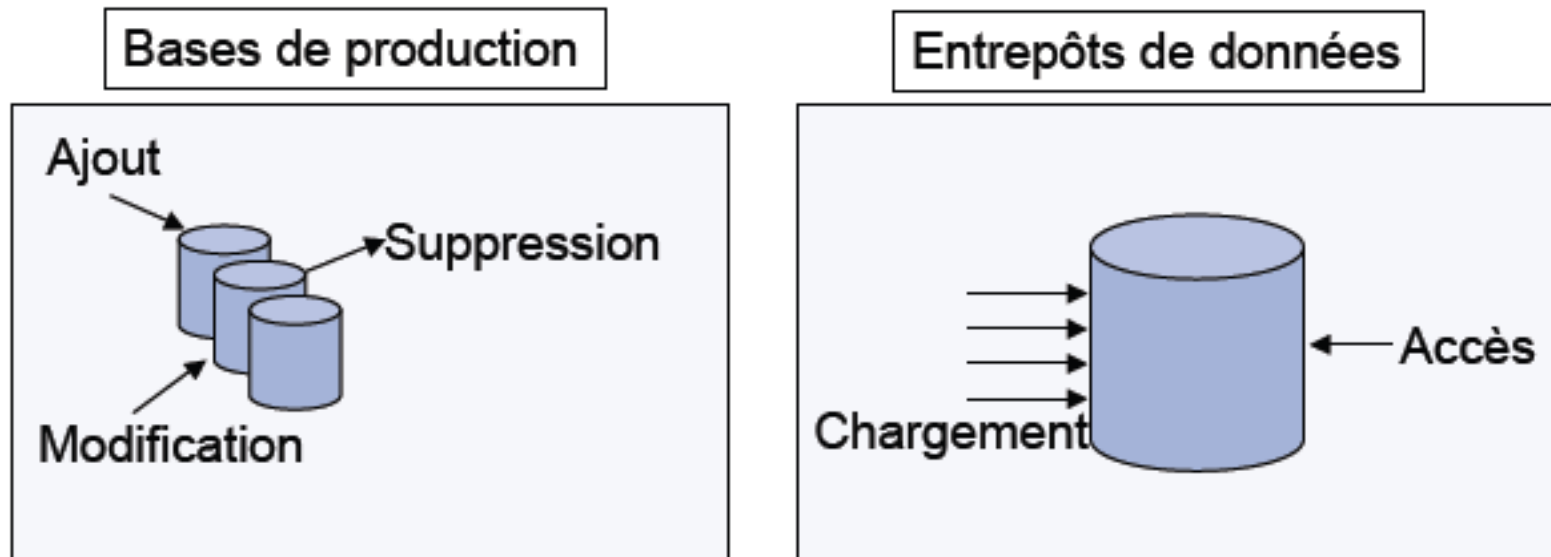 Bases de production
Entrepôts de données
Ajout
Suppression
Modification
Chargement
Accès